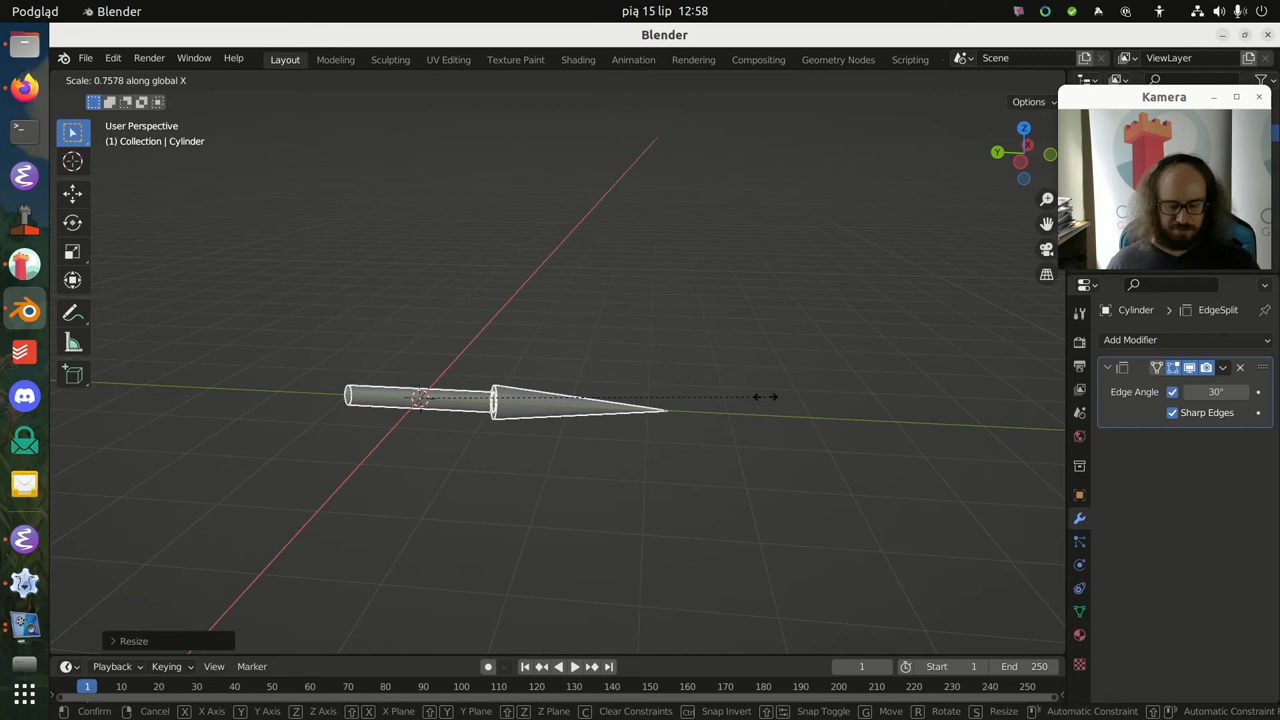 Podgląd
Blender
pią 15 lip 12:58
Blender
File Edit Render Window Help
Layout Modeling Sculpting UV Editing Texture Paint Shading Animation Rendering Compositing Geometry Nodes Scripting
Scene
ViewLayer
Scale: 0.7578 along global X
Options
Kamera
User Perspective
(1) Collection | Cylinder
Z
Y
X
Cylinder
EdgeSplit
Add Modifier
Edge Angle
30°
Sharp Edges
Resize
Playback Keying View Marker
1
Start 1
End 250
1 10 20 30 40 50 60 70 80 90 100 110 120 130 140 150 160 170 180 190 200 210 220 230 240 250
Confirm Cancel X X Axis Y Y Axis Z Z Axis X X Plane Y Y Plane Z Z Plane C Clear Constraints Ctrl Snap Invert Snap Toggle G Move R Rotate S Resize Automatic Constraint Automatic Constraint